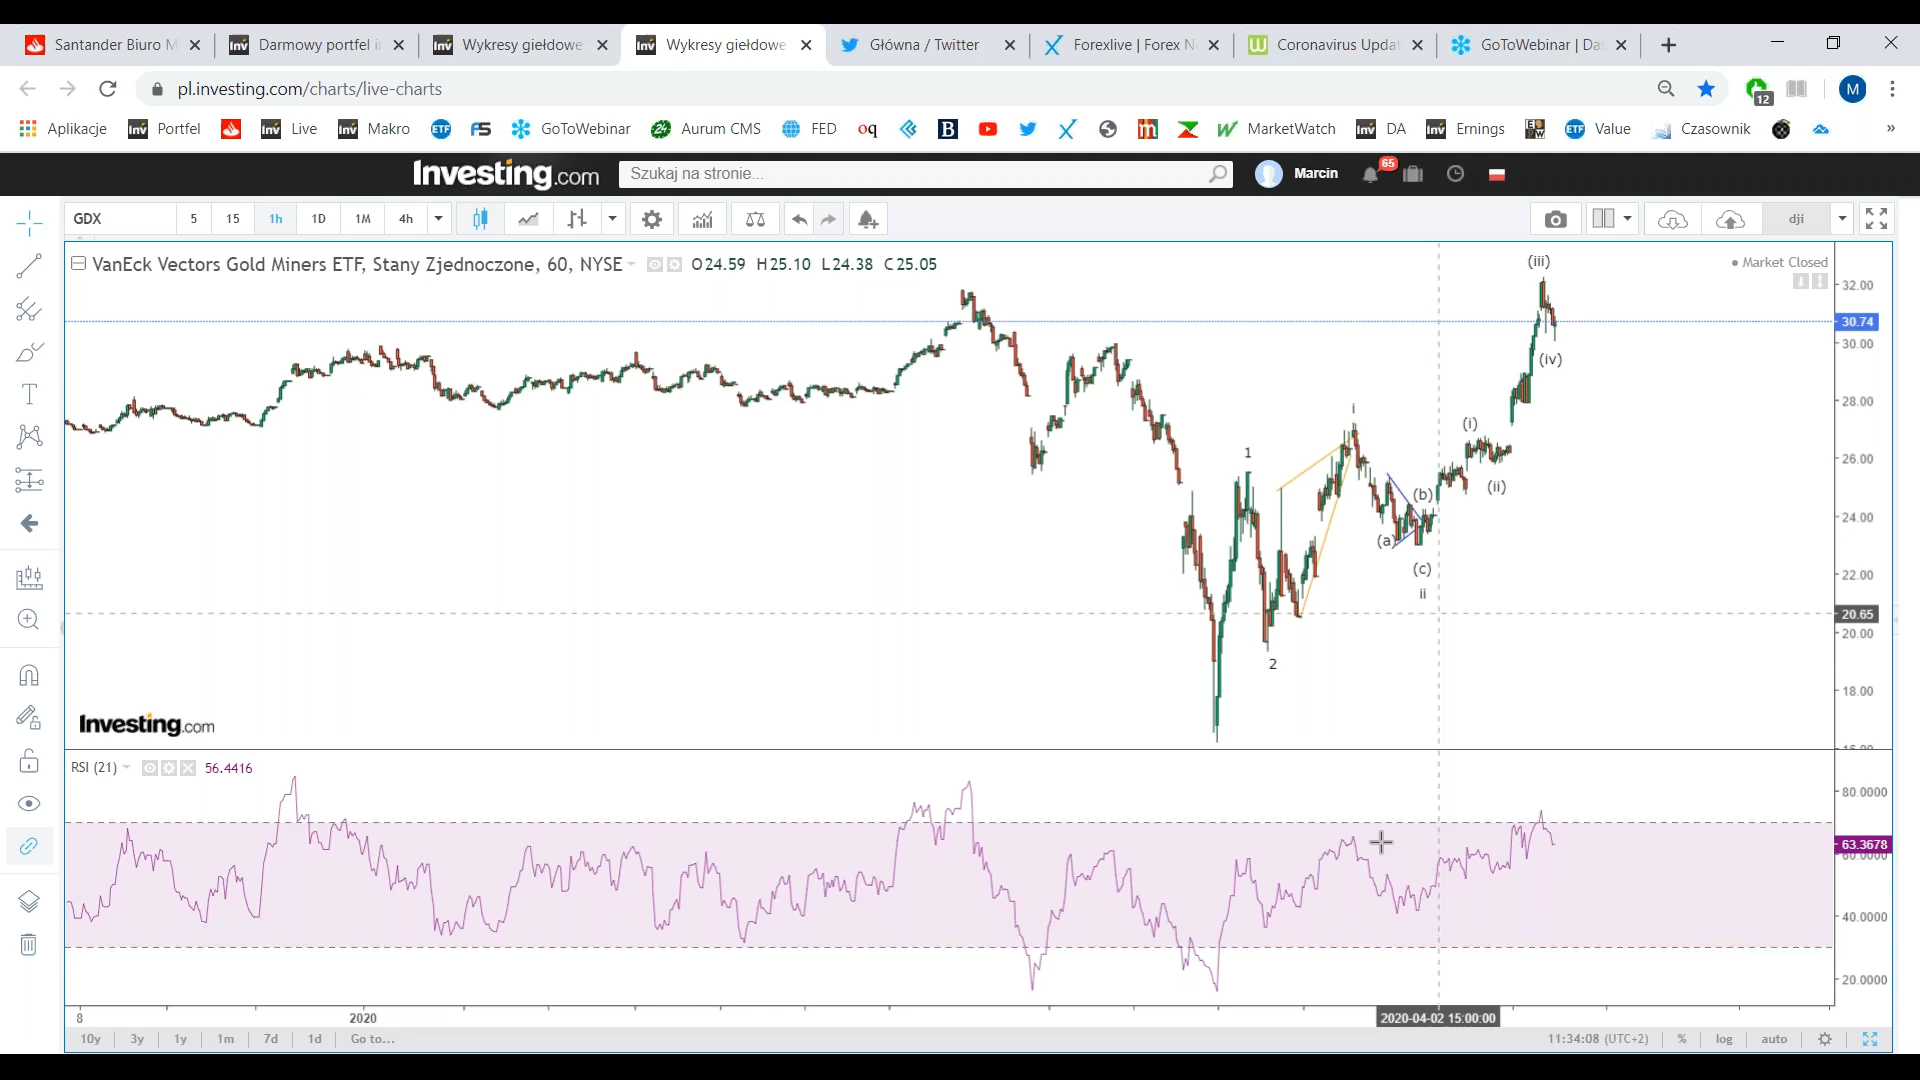 Santander Biuro M
Darmowy portfel i
Wykresy giełdowe
Wykresy giełdowe
Główna / Twitter
Forexlive | Forex N
Coronavirus Updat
GoToWebinar | Das
pl.investing.com/charts/live-charts
12
M
Aplikacje
Portfel
Live
Makro
GoToWebinar
Aurum CMS
FED
MarketWatch
DA
Ernings
Value
Czasownik
»
Investing.com
Szukaj na stronie...
Marcin
65
GDX
5
15
1h
1D
1M
4h
dji
VanEck Vectors Gold Miners ETF, Stany Zjednoczone, 60, NYSE
O24.59 H25.10 L24.38 C25.05
Market Closed
(iii)
32.00
30.74
30.00
(iv)
28.00
i
(i)
1
26.00
(ii)
(b)
24.00
(a)
(c)
22.00
ii
20.65
20.00
2
18.00
Investing.com
RSI (21)
56.4416
80.0000
63.3678
60.0000
40.0000
20.0000
8
2020
2020-04-02 15:00:00
10y
3y
1y
1m
7d
1d
Go to...
11:34:08 (UTC+2)
%
log
auto